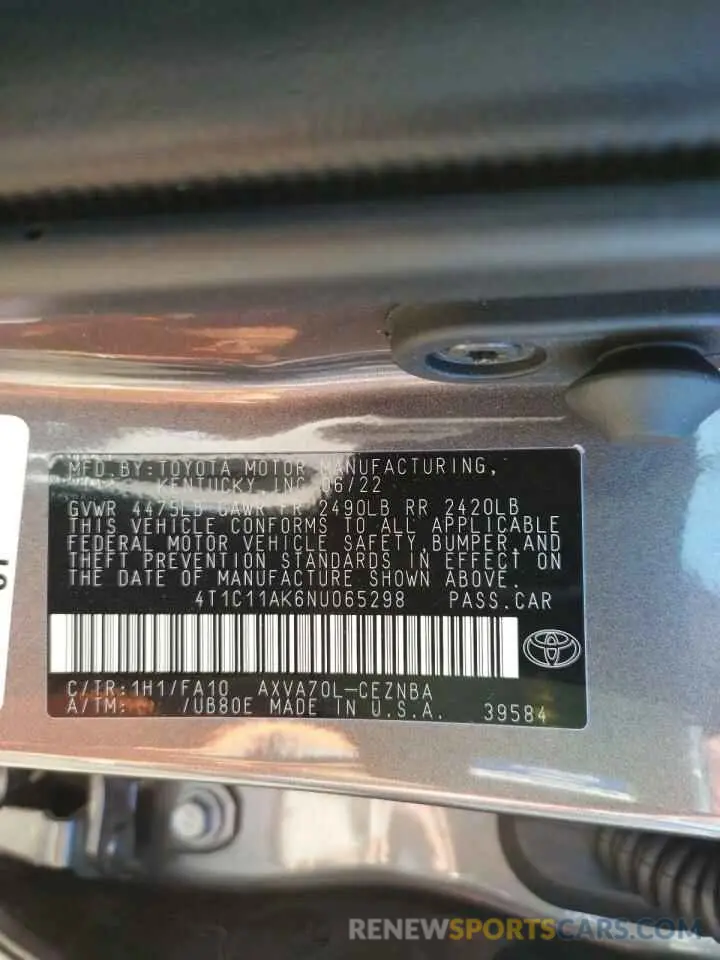 MFD.BY:TOYOTA MOTOR MANUFACTURING,
KENTUCKY,INC 06/22
GVWR 4475LB GAWR FR 2490LB RR 2420LB
THIS VEHICLE CONFORMS TO ALL APPLICABLE
FEDERAL MOTOR VEHICLE SAFETY,BUMPER,AND
THEFT PREVENTION STANDARDS IN EFFECT ON
THE DATE OF MANUFACTURE SHOWN ABOVE.
4T1C11AK6NU065298 PASS.CAR
C/TR:1H1/FA10 AXVA70L-CEZNBA
A/TM: /UB80E MADE IN U.S.A. 39584
RENEWSPORTSCARS.COM